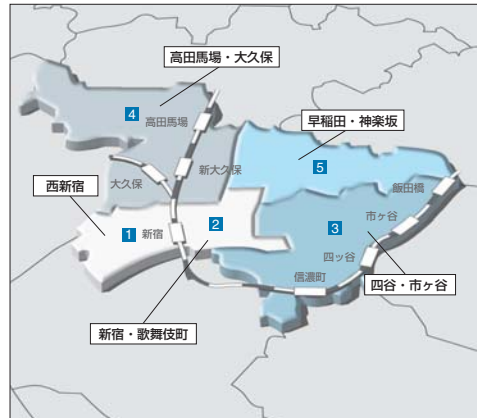 高田馬場・大久保
4
高田馬場
早稲田・神楽坂
新大久保
5
大久保
飯田橋
西新宿
1
新宿
2
3
市ヶ谷
四ッ谷
信濃町
四谷・市ヶ谷
新宿・歌舞伎町